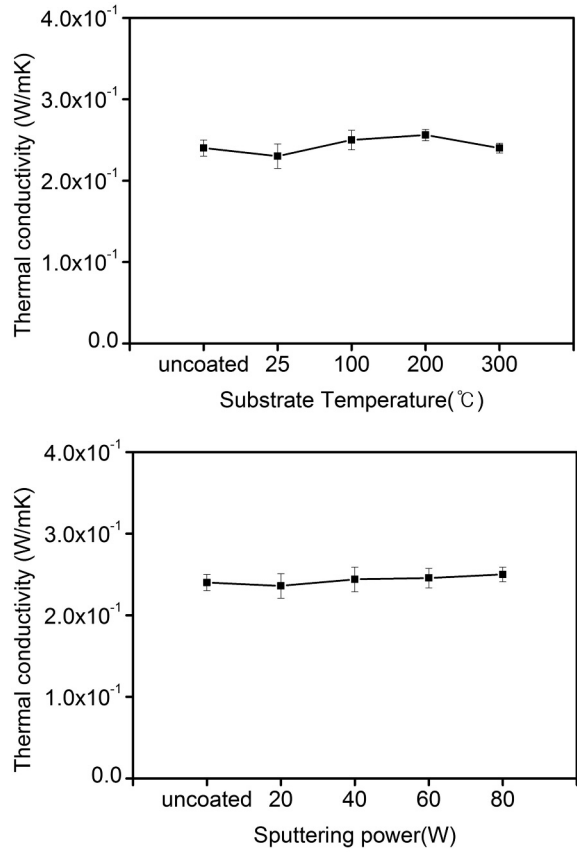 4.0x10⁻¹
3.0x10⁻¹
2.0x10⁻¹
1.0x10⁻¹
0.0
Thermal conductivity (W/mK)
uncoated 25 100 200 300
Substrate Temperature(℃)
4.0x10⁻¹
3.0x10⁻¹
2.0x10⁻¹
1.0x10⁻¹
0.0
Thermal conductivity (W/mK)
uncoated 20 40 60 80
Sputtering power(W)